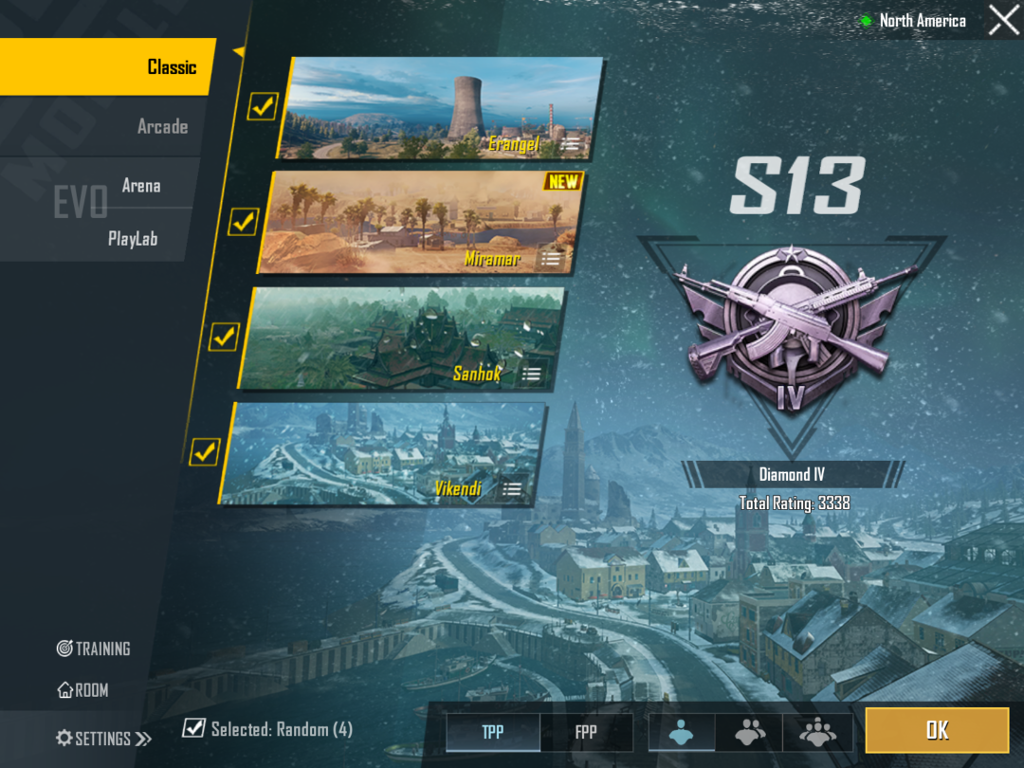 North America
Classic
Arcade
EVO
Arena
PlayLab
Erangel
NEW
Miramar
Sanhok
Vikendi
S13
IV
Diamond IV
Total Rating: 3338
TRAINING
ROOM
SETTINGS
Selected: Random (4)
TPP
FPP
OK